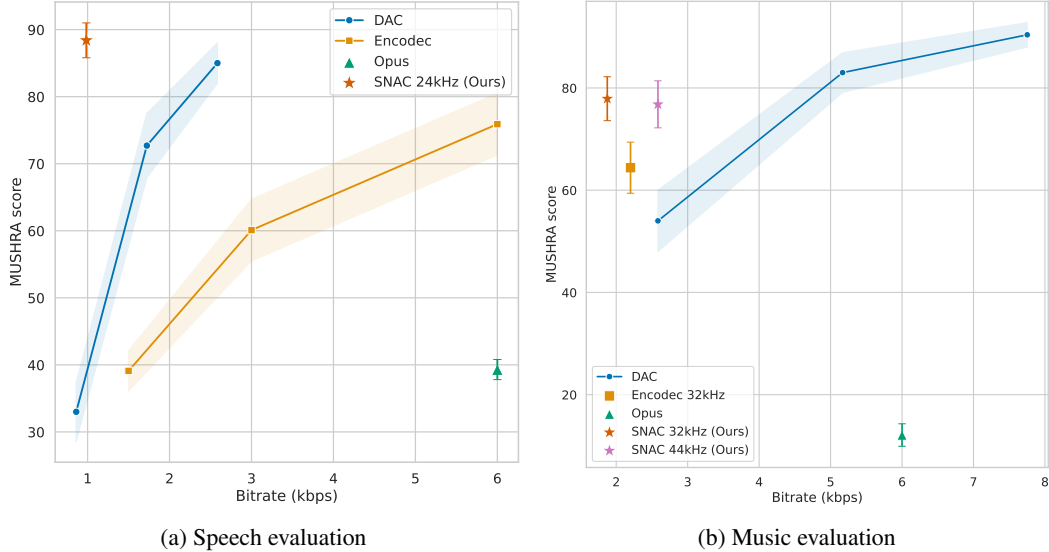 90
80
70
60
50
40
30
MUSHRA score
1
2
3
4
5
6
Bitrate (kbps)
DAC
Encodec
Opus
SNAC 24kHz (Ours)
(a) Speech evaluation
80
60
40
20
MUSHRA score
2
3
4
5
6
7
8
Bitrate (kbps)
DAC
Encodec 32kHz
Opus
SNAC 32kHz (Ours)
SNAC 44kHz (Ours)
(b) Music evaluation